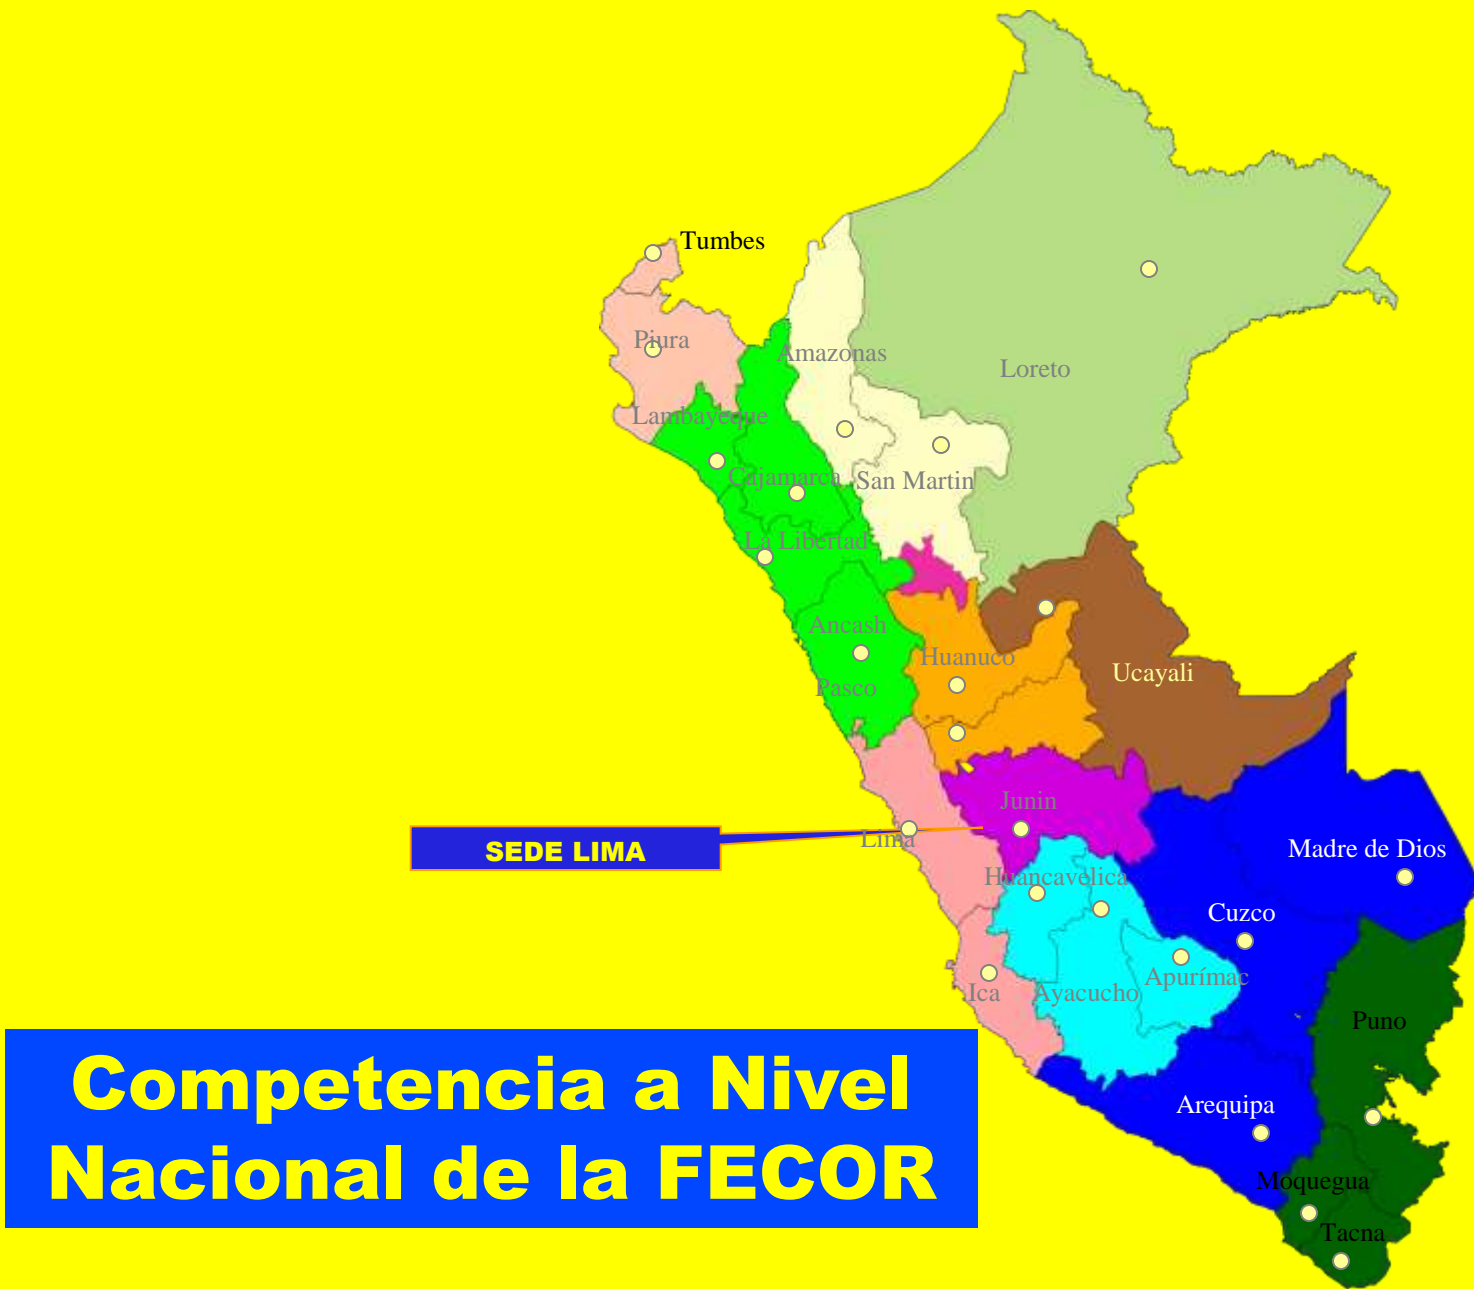 Tumbes
Piura
Amazonas
Loreto
Lambayeque
Cajamarca
San Martin
La Libertad
Ancash
Huanuco
Ucayali
Pasco
Junin
Lima
SEDE LIMA
Madre de Dios
Huancavelica
Cuzco
Apurímac
Ica
Ayacucho
Puno
Arequipa
Moquegua
Tacna
Competencia a Nivel
Nacional de la FECOR